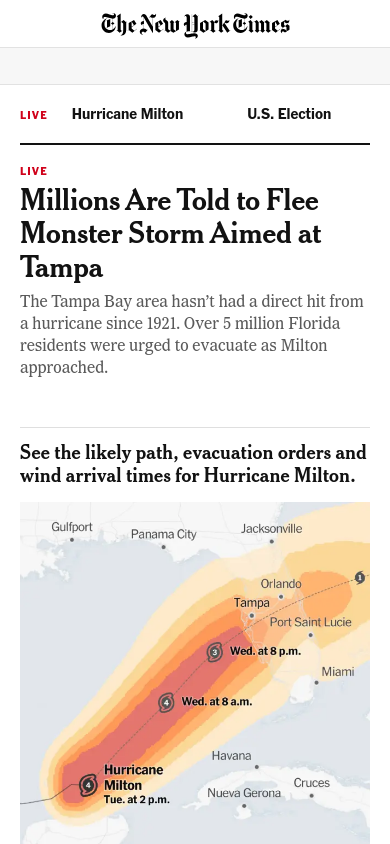 The New York Times
LIVE
Hurricane Milton
U.S. Election
LIVE
Millions Are Told to Flee
Monster Storm Aimed at
Tampa
The Tampa Bay area hasn’t had a direct hit from
a hurricane since 1921. Over 5 million Florida
residents were urged to evacuate as Milton
approached.
See the likely path, evacuation orders and
wind arrival times for Hurricane Milton.
Gulfport
Panama City
Jacksonville
1
Orlando
Tampa
Port Saint Lucie
3
Wed. at 8 p.m.
Miami
4
Wed. at 8 a.m.
Havana
4
Hurricane
Milton
Tue. at 2 p.m.
Cruces
Nueva Gerona